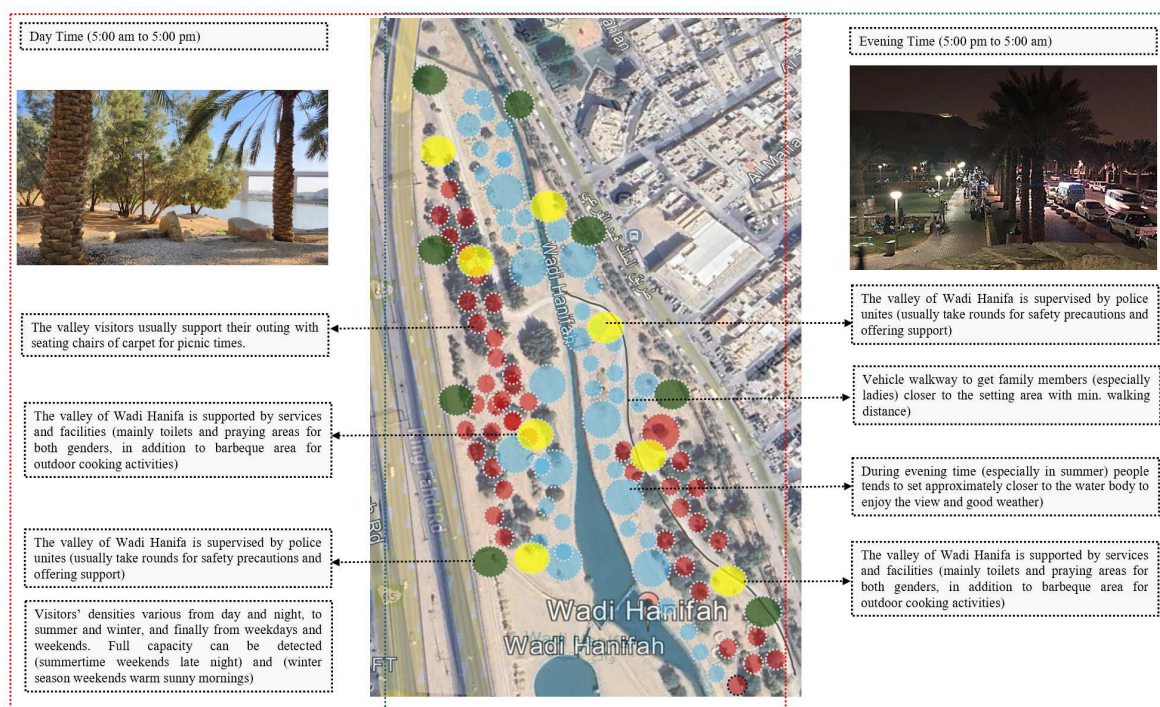 Day Time (5:00 am to 5:00 pm)
The valley visitors usually support their outing with
seating chairs of carpet for picnic times.
The valley of Wadi Hanifa is supported by services
and facilities (mainly toilets and praying areas for
both genders, in addition to barbeque area for
outdoor cooking activities)
The valley of Wadi Hanifa is supervised by police
unites (usually take rounds for safety precautions and
offering support)
Visitors' densities various from day and night, to
summer and winter, and finally from weekdays and
weekends. Full capacity can be detected
(summertime weekends late night) and (winter
season weekends warm sunny mornings)
Wadi Hanifah
King Fahd Rd
Wadi Hanifah
Wadi Hanifah
Evening Time (5:00 pm to 5:00 am)
The valley of Wadi Hanifa is supervised by police
unites (usually take rounds for safety precautions and
offering support)
Vehicle walkway to get family members (especially
ladies) closer to the setting area with min. walking
distance)
During evening time (especially in summer) people
tends to set approximately closer to the water body to
enjoy the view and good weather)
The valley of Wadi Hanifa is supported by services
and facilities (mainly toilets and praying areas for
both genders, in addition to barbeque area for
outdoor cooking activities)